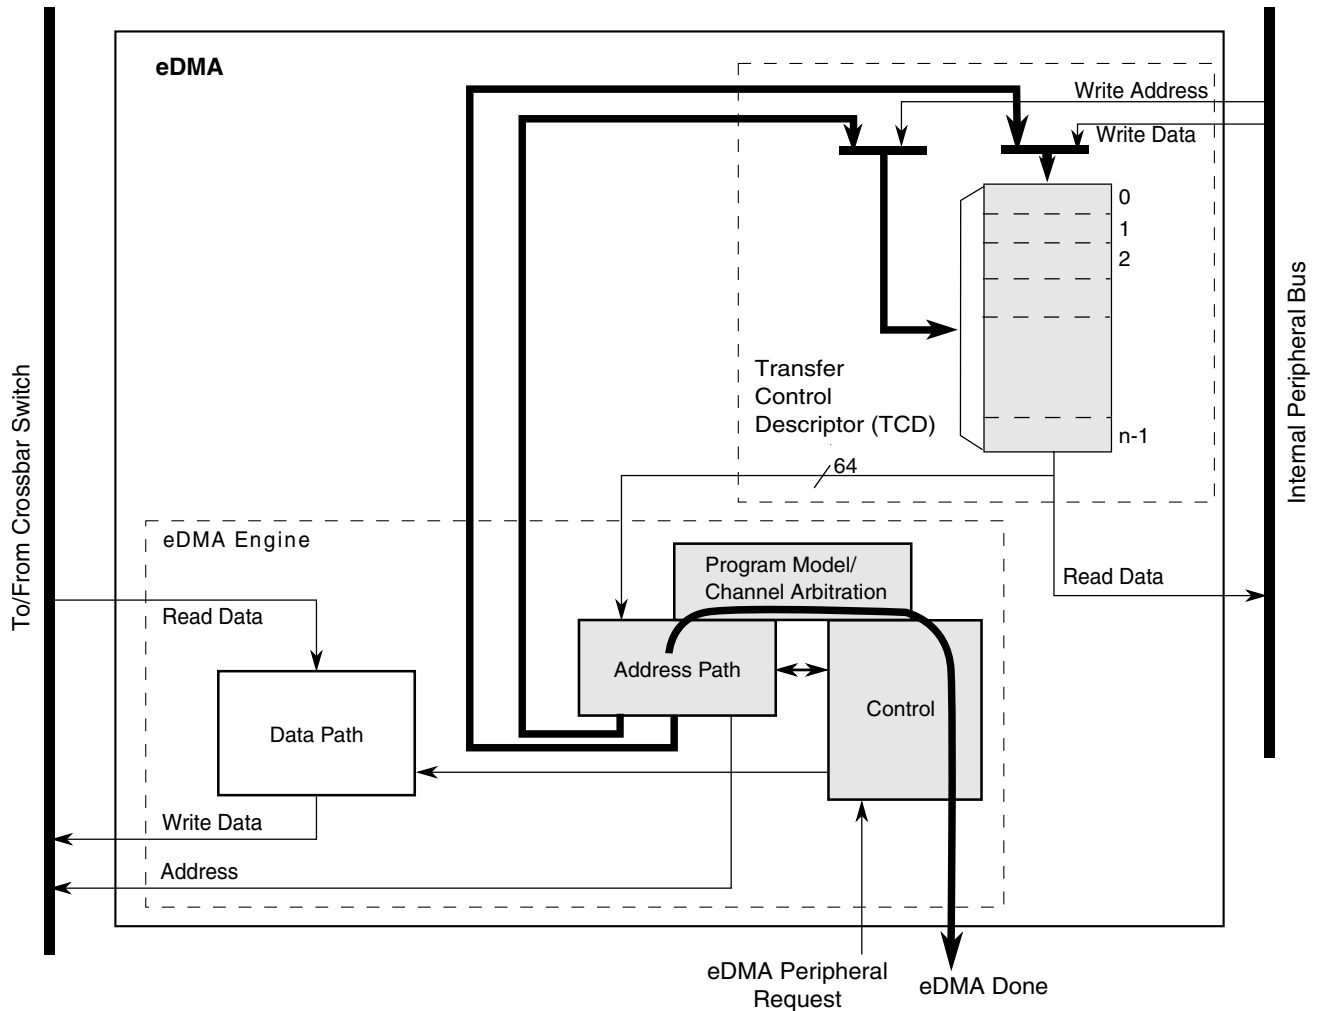 eDMA
Write Address
Write Data
0
1
2
n-1
Transfer
Control
Descriptor (TCD)
64
To/From Crossbar Switch
Internal Peripheral Bus
eDMA Engine
Program Model/
Channel Arbitration
Read Data
Read Data
Address Path
Control
Data Path
Write Data
Address
eDMA Peripheral
Request
eDMA Done